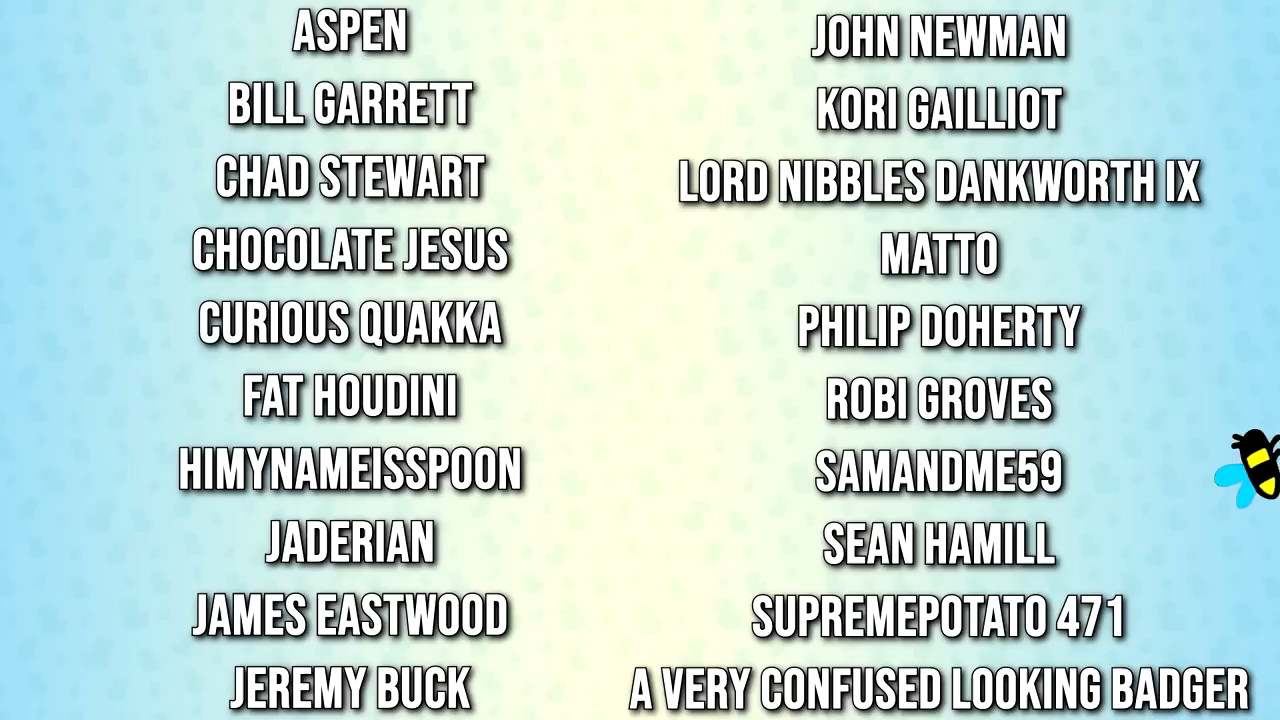 ASPEN
BILL GARRETT
CHAD STEWART
CHOCOLATE JESUS
CURIOUS QUAKKA
FAT HOUDINI
HIMYNAMEISSPOON
JADERIAN
JAMES EASTWOOD
JEREMY BUCK
JOHN NEWMAN
KORI GAILLIOT
LORD NIBBLES DANKWORTH IX
MATTO
PHILIP DOHERTY
ROBI GROVES
SAMANDME59
SEAN HAMILL
SUPREMEPOTATO 471
A VERY CONFUSED LOOKING BADGER